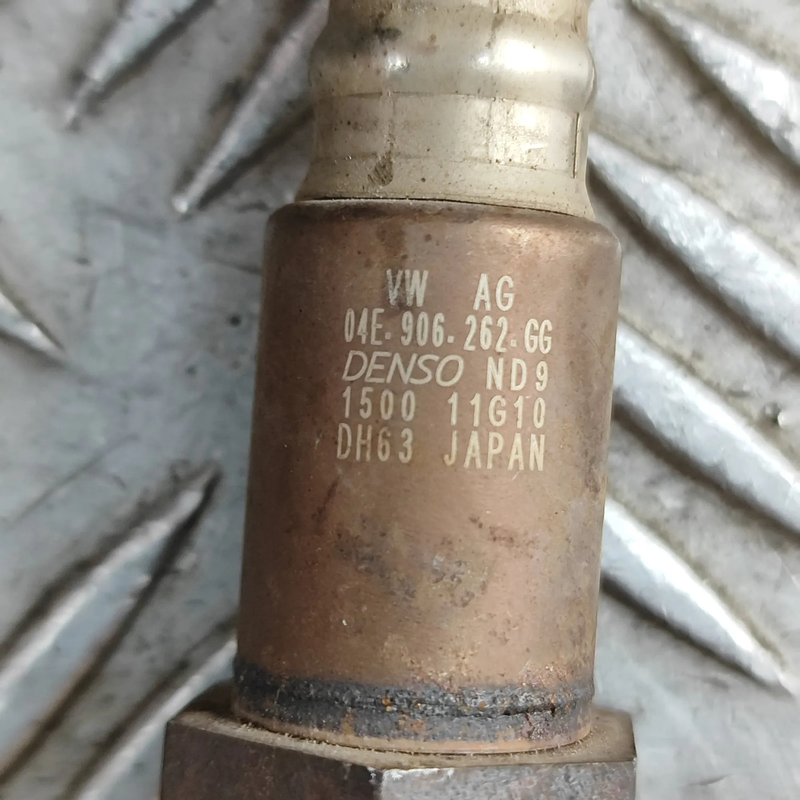 VW AG
04E.906.262.GG
DENSO ND9
1500 11G10
DH63 JAPAN